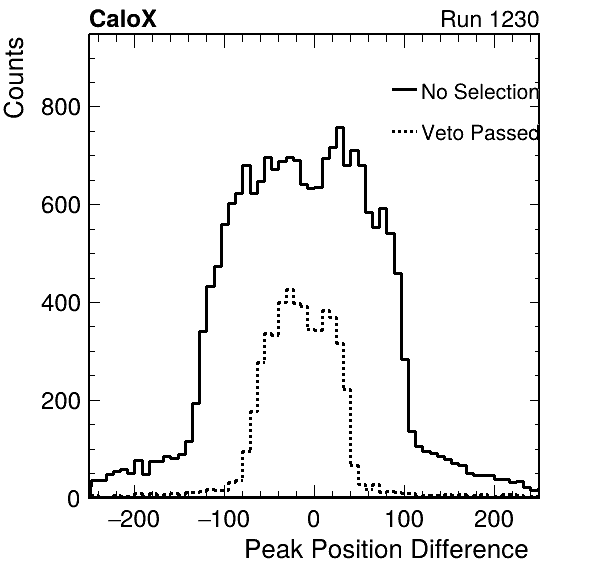 CaloX Run 1230
Counts
No Selection
Veto Passed
800
600
400
200
0
−200 −100 0 100 200
Peak Position Difference